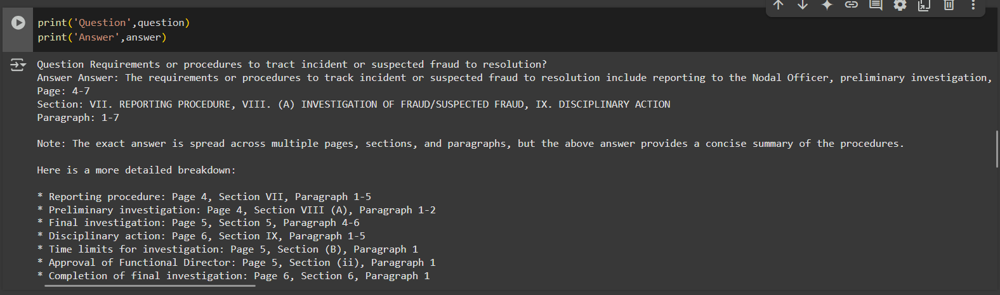 print('Question',question)
print('Answer',answer)
Question Requirements or procedures to tract incident or suspected fraud to resolution?
Answer Answer: The requirements or procedures to track incident or suspected fraud to resolution include reporting to the Nodal Officer, preliminary investigation,
Page: 4-7
Section: VII. REPORTING PROCEDURE, VIII. (A) INVESTIGATION OF FRAUD/SUSPECTED FRAUD, IX. DISCIPLINARY ACTION
Paragraph: 1-7
Note: The exact answer is spread across multiple pages, sections, and paragraphs, but the above answer provides a concise summary of the procedures.
Here is a more detailed breakdown:
* Reporting procedure: Page 4, Section VII, Paragraph 1-5
* Preliminary investigation: Page 4, Section VIII (A), Paragraph 1-2
* Final investigation: Page 5, Section 5, Paragraph 4-6
* Disciplinary action: Page 6, Section IX, Paragraph 1-5
* Time limits for investigation: Page 5, Section (B), Paragraph 1
* Approval of Functional Director: Page 5, Section (ii), Paragraph 1
* Completion of final investigation: Page 6, Section 6, Paragraph 1